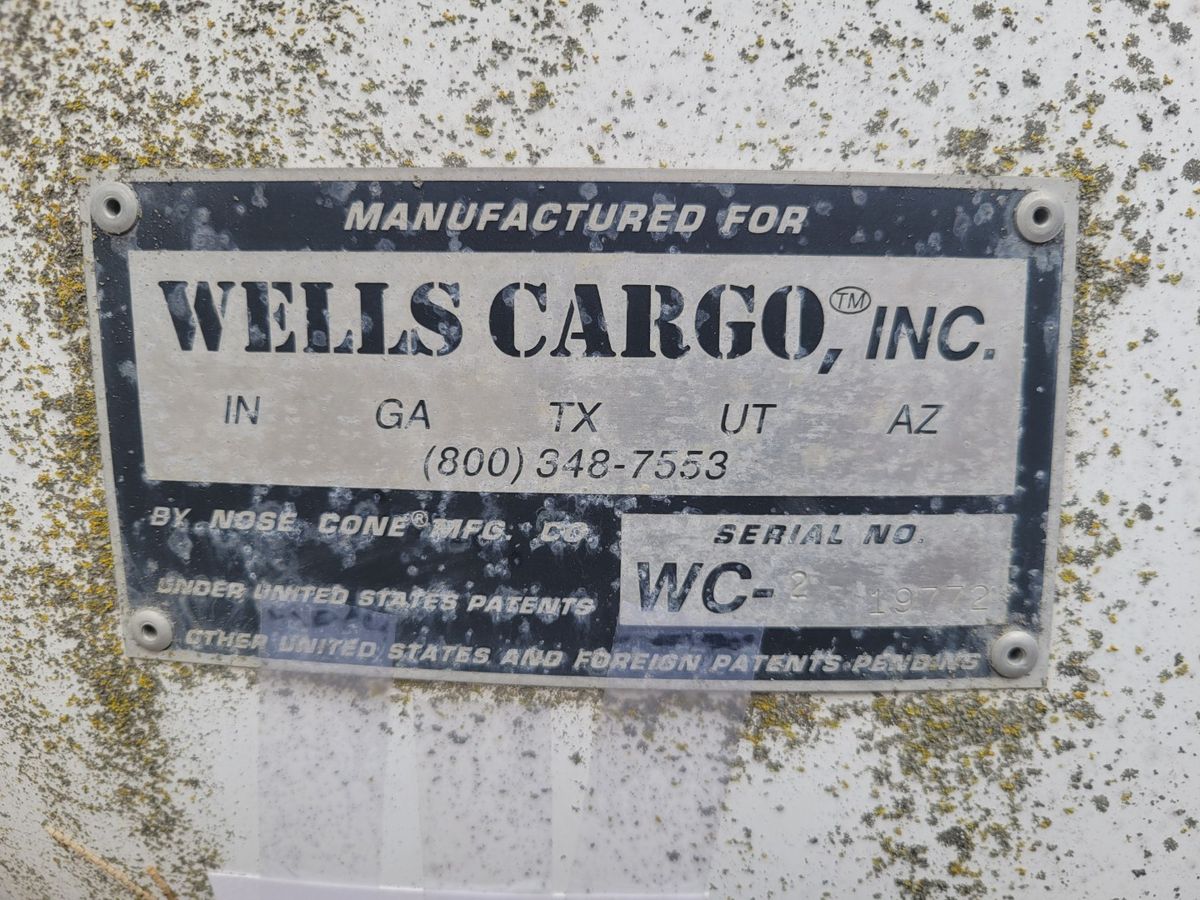 MANUFACTURED FOR
WELLS CARGO,™ INC.
IN GA TX UT AZ
(800) 348-7553
BY NOSE CONE® MFG. CO.
UNDER UNITED STATES PATENTS
SERIAL NO.
WC-2 19772
OTHER UNITED STATES AND FOREIGN PATENTS PENDING